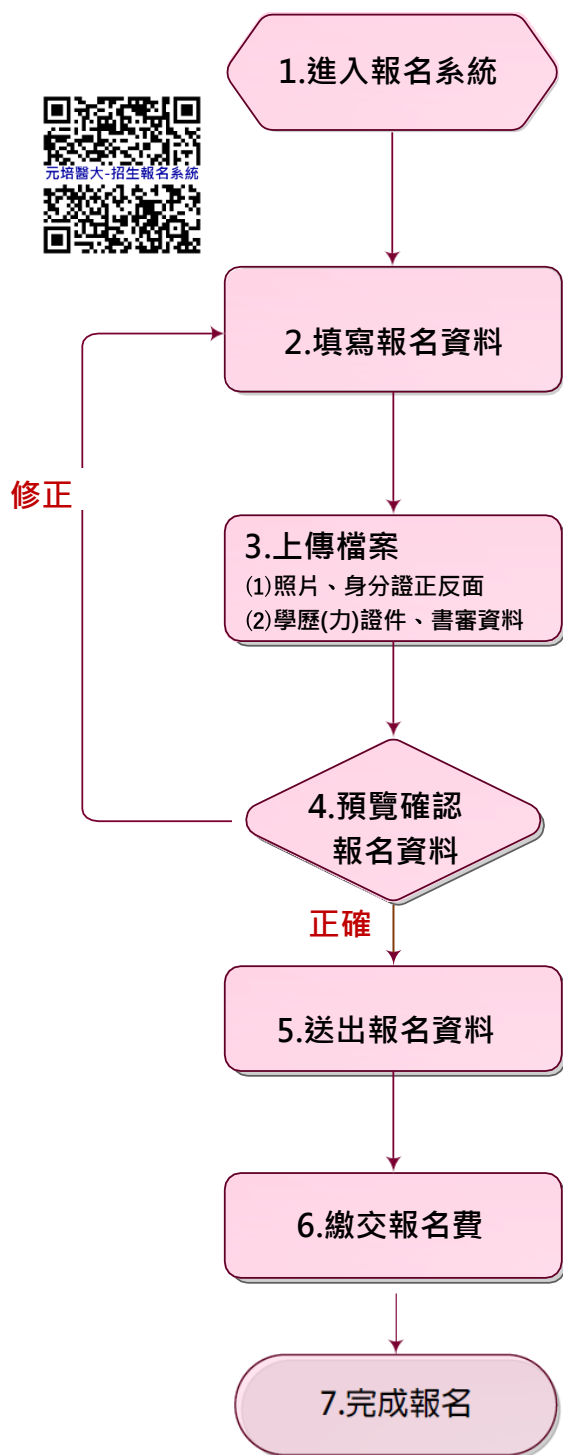 1.進入報名系統
元培醫大-招生報名系統
2.填寫報名資料
修正
3.上傳檔案
(1)照片、身分證正反面
(2)學歷(力)證件、書審資料
4.預覽確認
報名資料
正確
5.送出報名資料
6.繳交報名費
7.完成報名